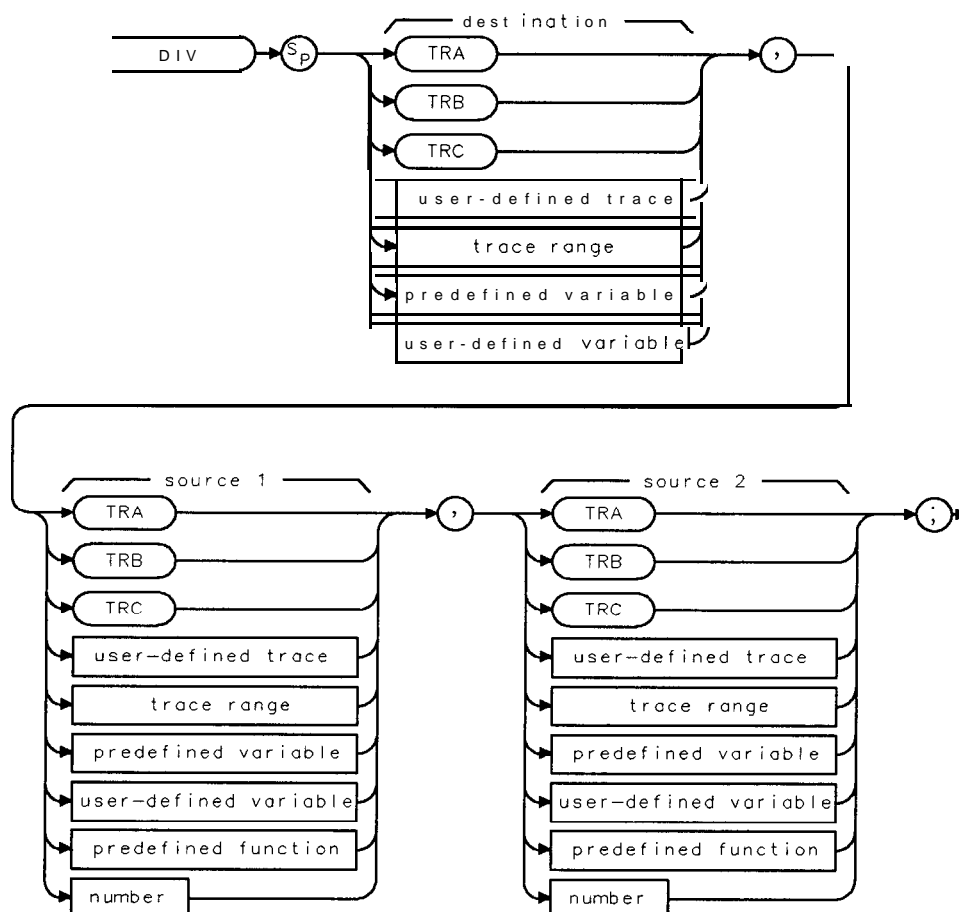 destination
DIV SP TRA ,
TRB
TRC
user-defined trace
trace range
predefined variable
user-defined variable
source 1
TRA ,
TRB
TRC
user-defined trace
trace range
predefined variable
user-defined variable
predefined function
number
source 2
TRA ;
TRB
TRC
user-defined trace
trace range
predefined variable
user-defined variable
predefined function
number